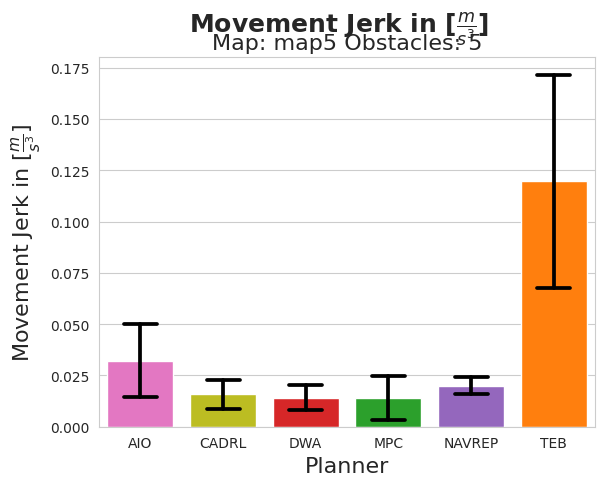 Movement Jerk in [m/s³]
Map: map5 Obstacles: 5
Movement Jerk in [m/s³]
0.175
0.150
0.125
0.100
0.075
0.050
0.025
0.000
AIO CADRL DWA MPC NAVREP TEB
Planner